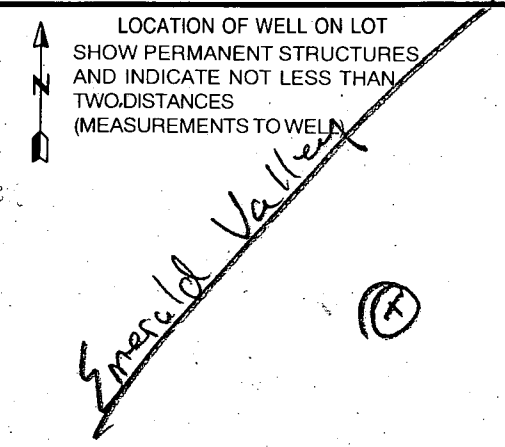 LOCATION OF WELL ON LOT
SHOW PERMANENT STRUCTURES
AND INDICATE NOT LESS THAN
TWO DISTANCES
(MEASUREMENTS TO WELL)
N
Emerald Valley